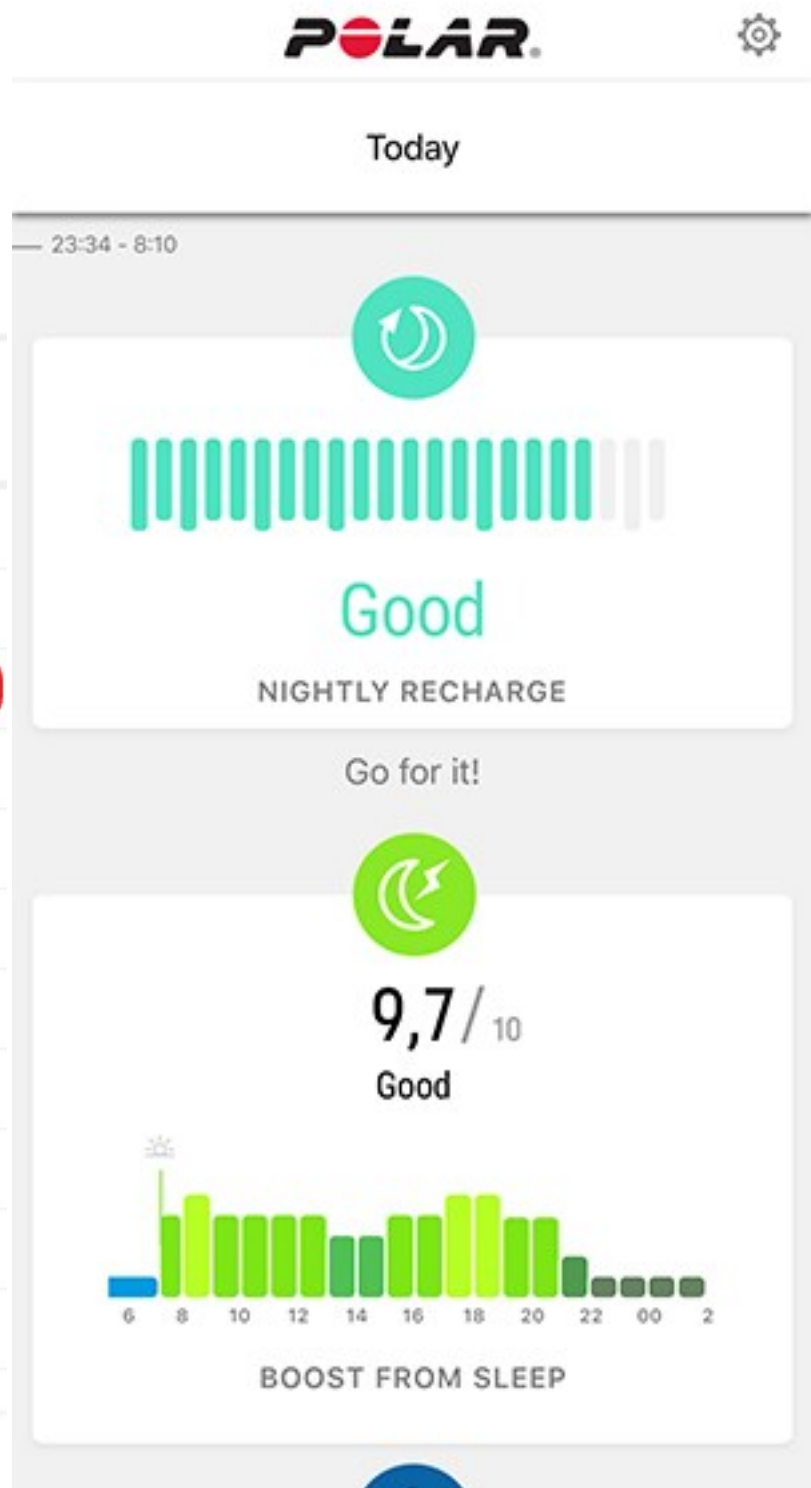 POLAR®
Today
23:34 - 8:10
Good
NIGHTLY RECHARGE
Go for it!
9,7/10
Good
6 8 10 12 14 16 18 20 22 00 2
BOOST FROM SLEEP